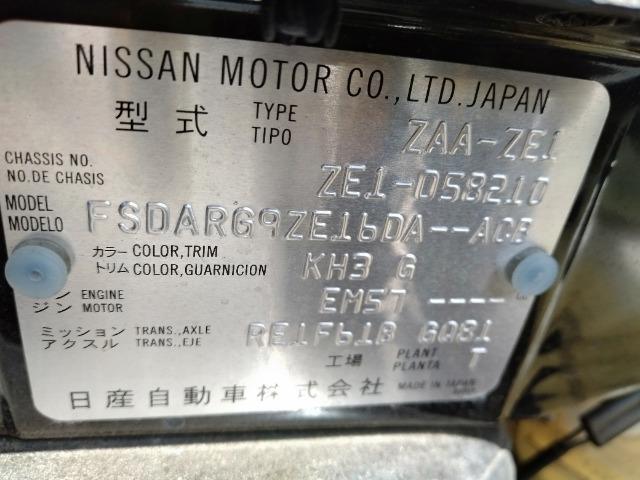 NISSAN MOTOR CO.,LTD.JAPAN
型式 TYPE TIPO ZAA-ZE1
CHASSIS NO. NO.DE CHASIS ZE1-058210
MODEL MODELO FSDARG9ZE16DA--ACB
カラー COLOR,TRIM
トリム COLOR,GUARNICION KH3 G
ン ENGINE
ジン MOTOR EM57 ----
ミッション TRANS.,AXLE
アクスル TRANS.,EJE RE1F61B GQ81
工場 PLANT PLANTA T
日産自動車株式会社 MADE IN JAPAN